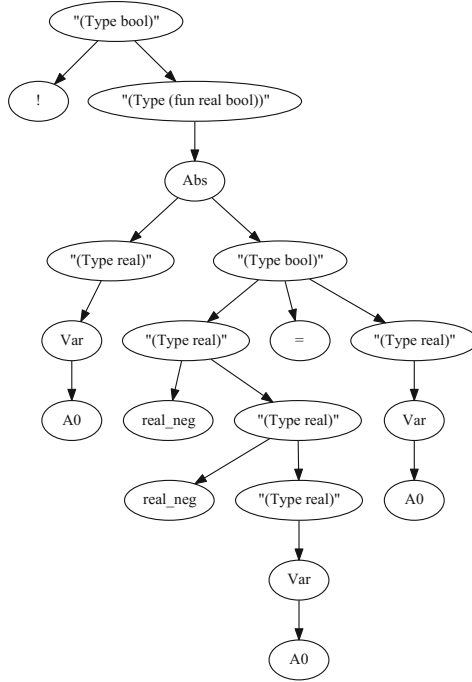 "(Type bool)"
!
"(Type (fun real bool))"
Abs
"(Type real)"
"(Type bool)"
Var
"(Type real)"
=
"(Type real)"
A0
real_neg
"(Type real)"
Var
real_neg
"(Type real)"
A0
Var
A0